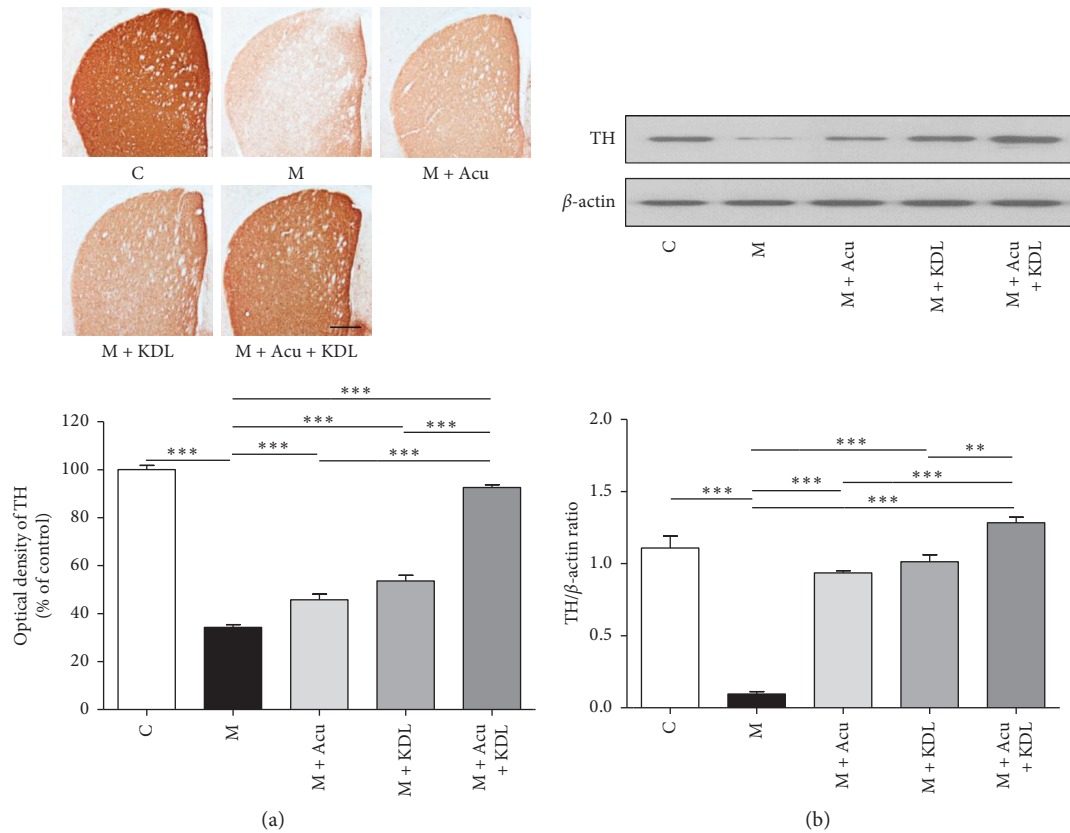 C
M
M + Acu
M + KDL
M + Acu + KDL
Optical density of TH
(% of control)
120
100
80
60
40
20
0
***
***
***
***
***
***
C
M
M + Acu
M + KDL
M + Acu
+ KDL
(a)
TH
β-actin
C
M
M + Acu
M + KDL
M + Acu
+ KDL
TH/β-actin ratio
2.0
1.5
1.0
0.5
0.0
***
**
***
***
***
***
C
M
M + Acu
M + KDL
M + Acu
+ KDL
(b)